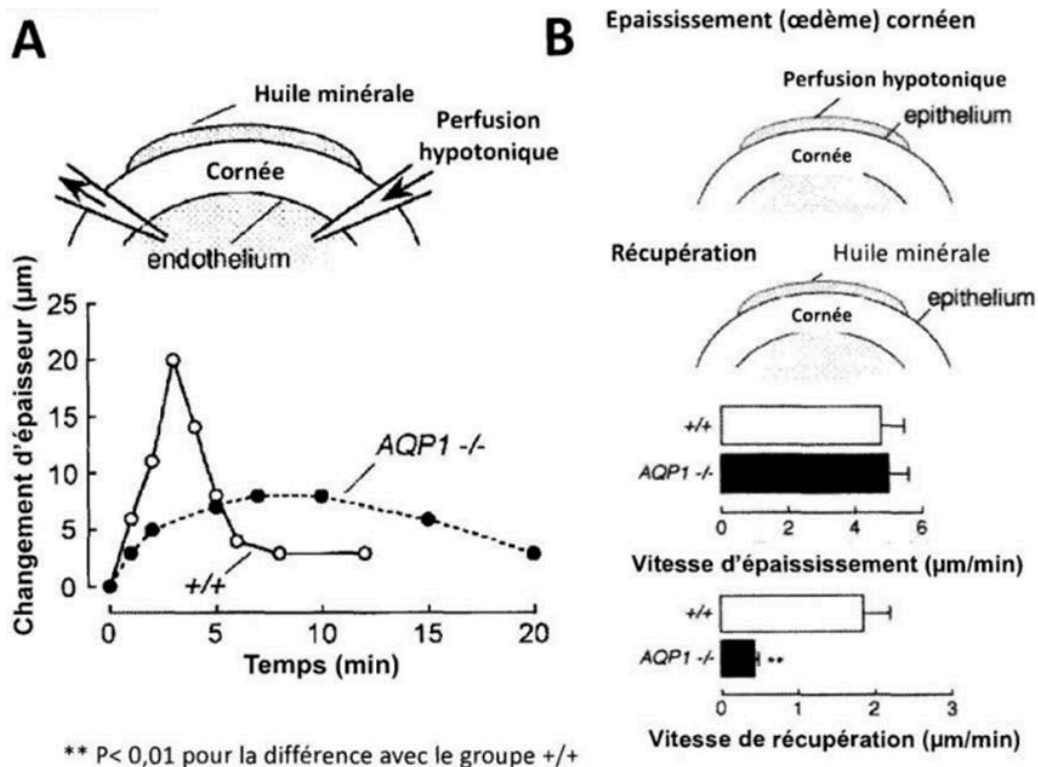 A
Huile minérale
Perfusion
hypotonique
Cornée
endothelium
Changement d'épaisseur (µm)
25
20
15
10
5
0
AQP1 -/-
+/+
0 5 10 15 20
Temps (min)
** P< 0,01 pour la différence avec le groupe +/+
B
Epaississement (œdème) cornéen
Perfusion hypotonique
epithelium
Cornée
Récupération
Huile minérale
epithelium
Cornée
+/+
AQP1 -/-
0 2 4 6
Vitesse d'épaississement (µm/min)
+/+
AQP1 -/-
**
0 1 2 3
Vitesse de récupération (µm/min)